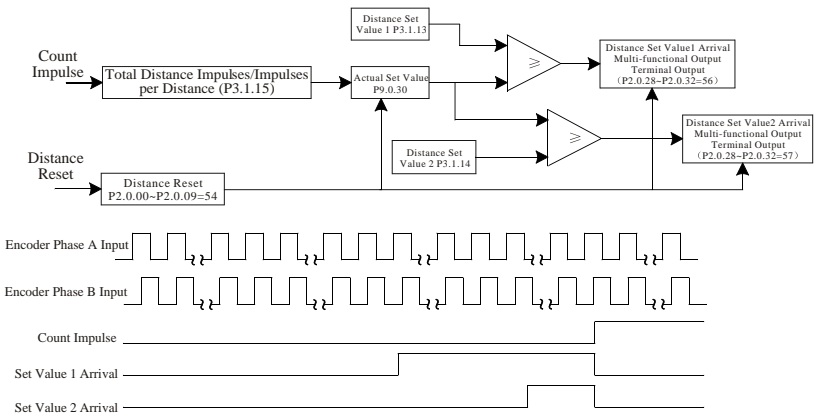 Distance Set
Value 1 P3.1.13
Count
Impulse
Total Distance Impulses/Impulses
per Distance (P3.1.15)
Actual Set Value
P9.0.30
≥
Distance Set Value1 Arrival
Multi-functional Output
Terminal Output
(P2.0.28~P2.0.32=56)
≥
Distance Set Value2 Arrival
Multi-functional Output
Terminal Output
(P2.0.28~P2.0.32=57)
Distance Set
Value 2 P3.1.14
Distance
Reset
Distance Reset
P2.0.00~P2.0.09=54
Encoder Phase A Input
Encoder Phase B Input
Count Impulse
Set Value 1 Arrival
Set Value 2 Arrival